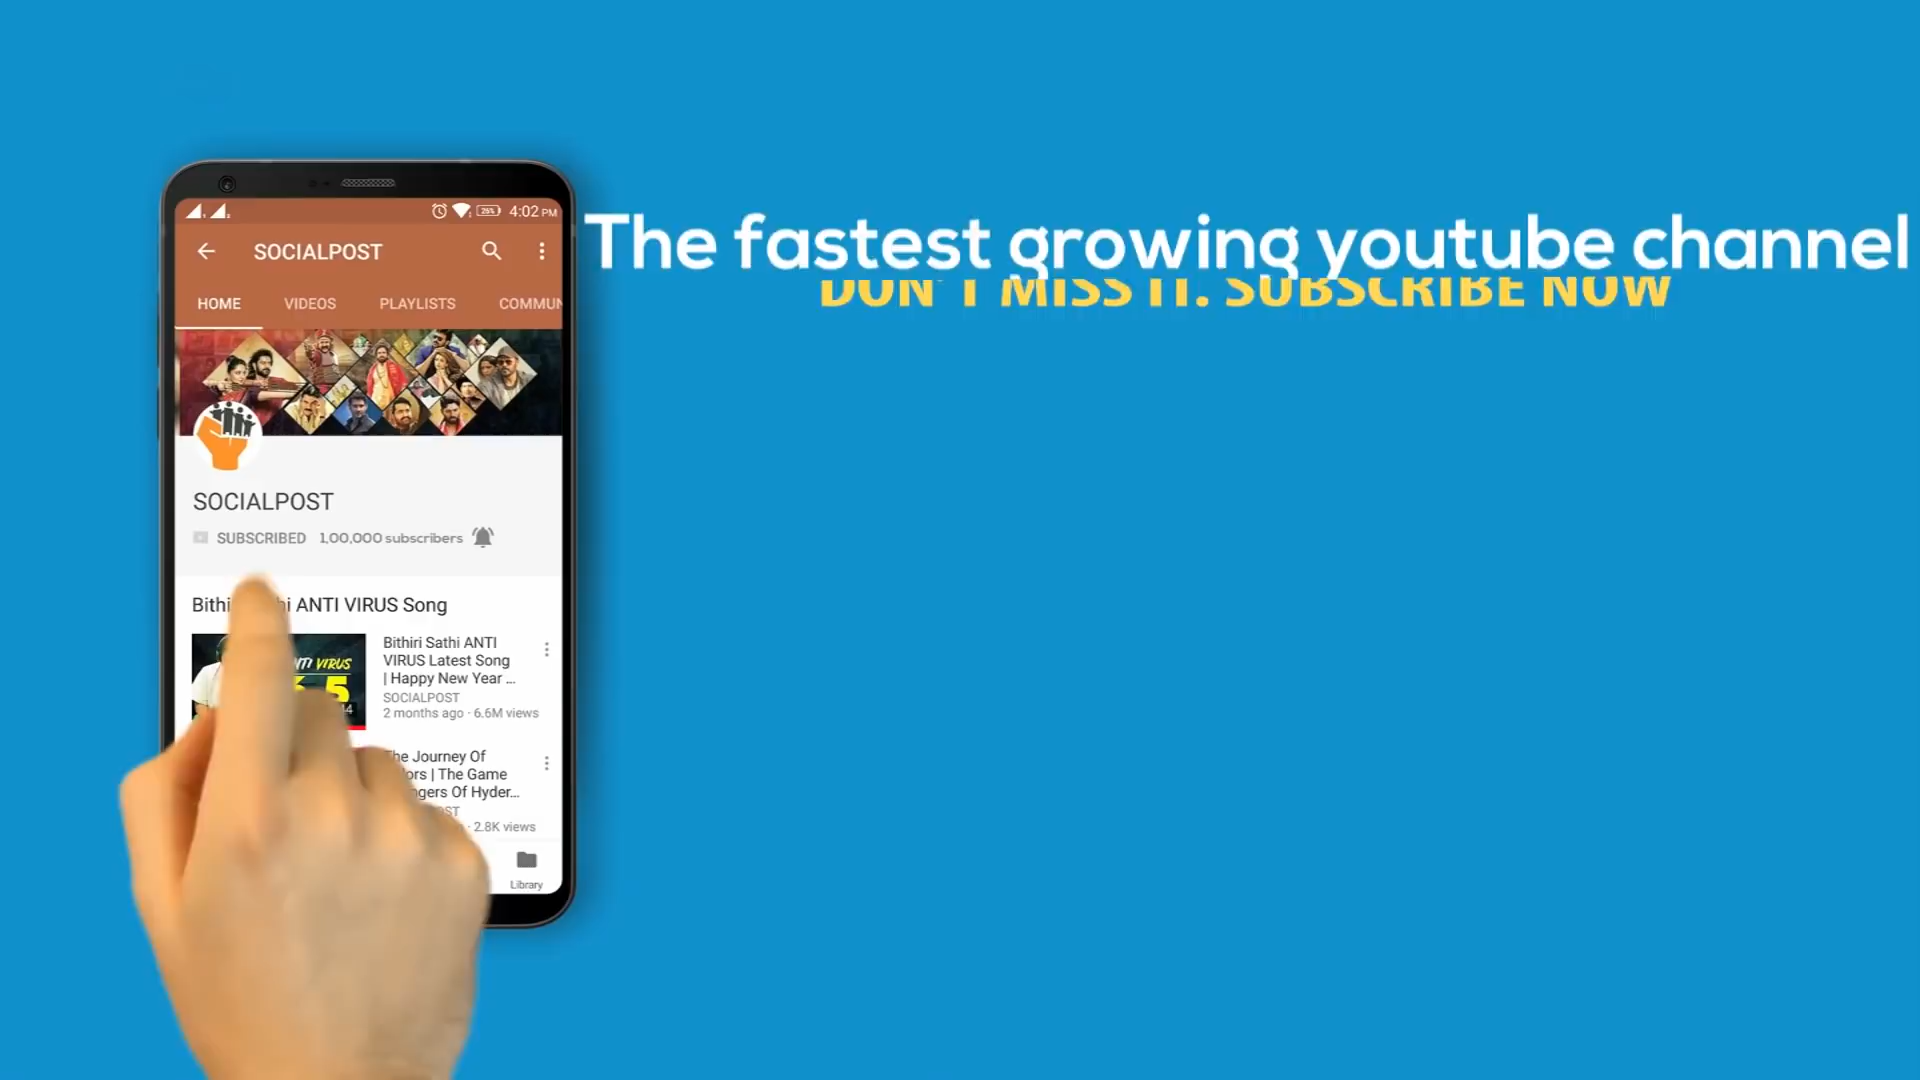 4:02 PM
SOCIALPOST
HOME VIDEOS PLAYLISTS COMMUN
The fastest growing youtube channel
DON'T MISS IT. SUBSCRIBE NOW
SOCIALPOST
SUBSCRIBED 1,00,000 subscribers
ANTI VIRUS Song
VIRUS
Bithiri Sathi ANTI
VIRUS Latest Song
| Happy New Year ...
SOCIALPOST
2 months ago · 6.6M views
The Journey Of
| The Game
Of Hyder...
· 2.8K views
Library